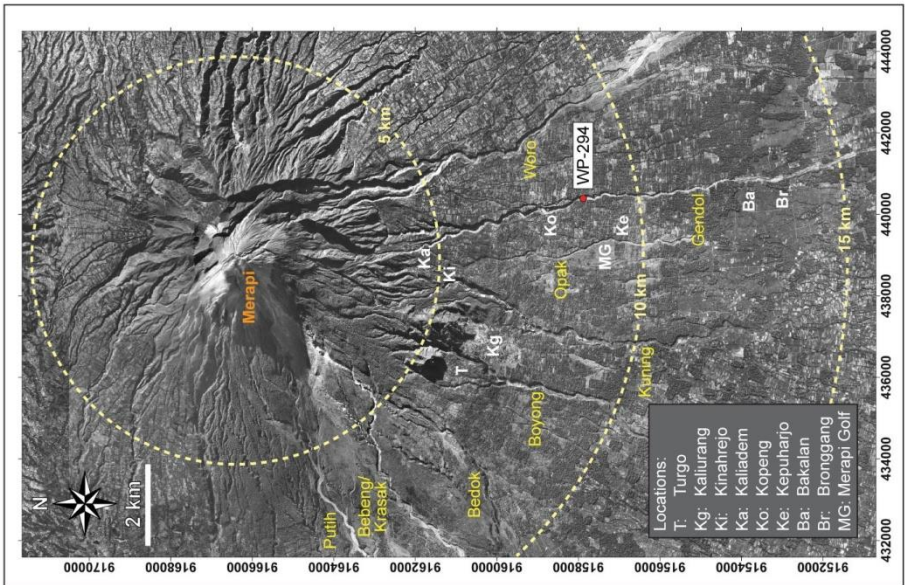 N
2 km
Merapi
5 km
10 km
15 km
Putih
Bebeng/
Krasak
Bedok
Boyong
Kuning
Opak
Gendol
Woro
WP-294
T
Kg
Ki
Ka
Ko
MG
Ke
Ba
Br
Locations:
T: Turgo
Kg: Kaliurang
Ki: Kinahrejo
Ka: Kaliadem
Ko: Kopeng
Ke: Kepuharjo
Ba: Bakalan
Br: Bronggang
MG: Merapi Golf
9170000
9168000
9166000
9164000
9162000
9160000
9158000
9156000
9154000
9152000
432000
434000
436000
438000
440000
442000
444000